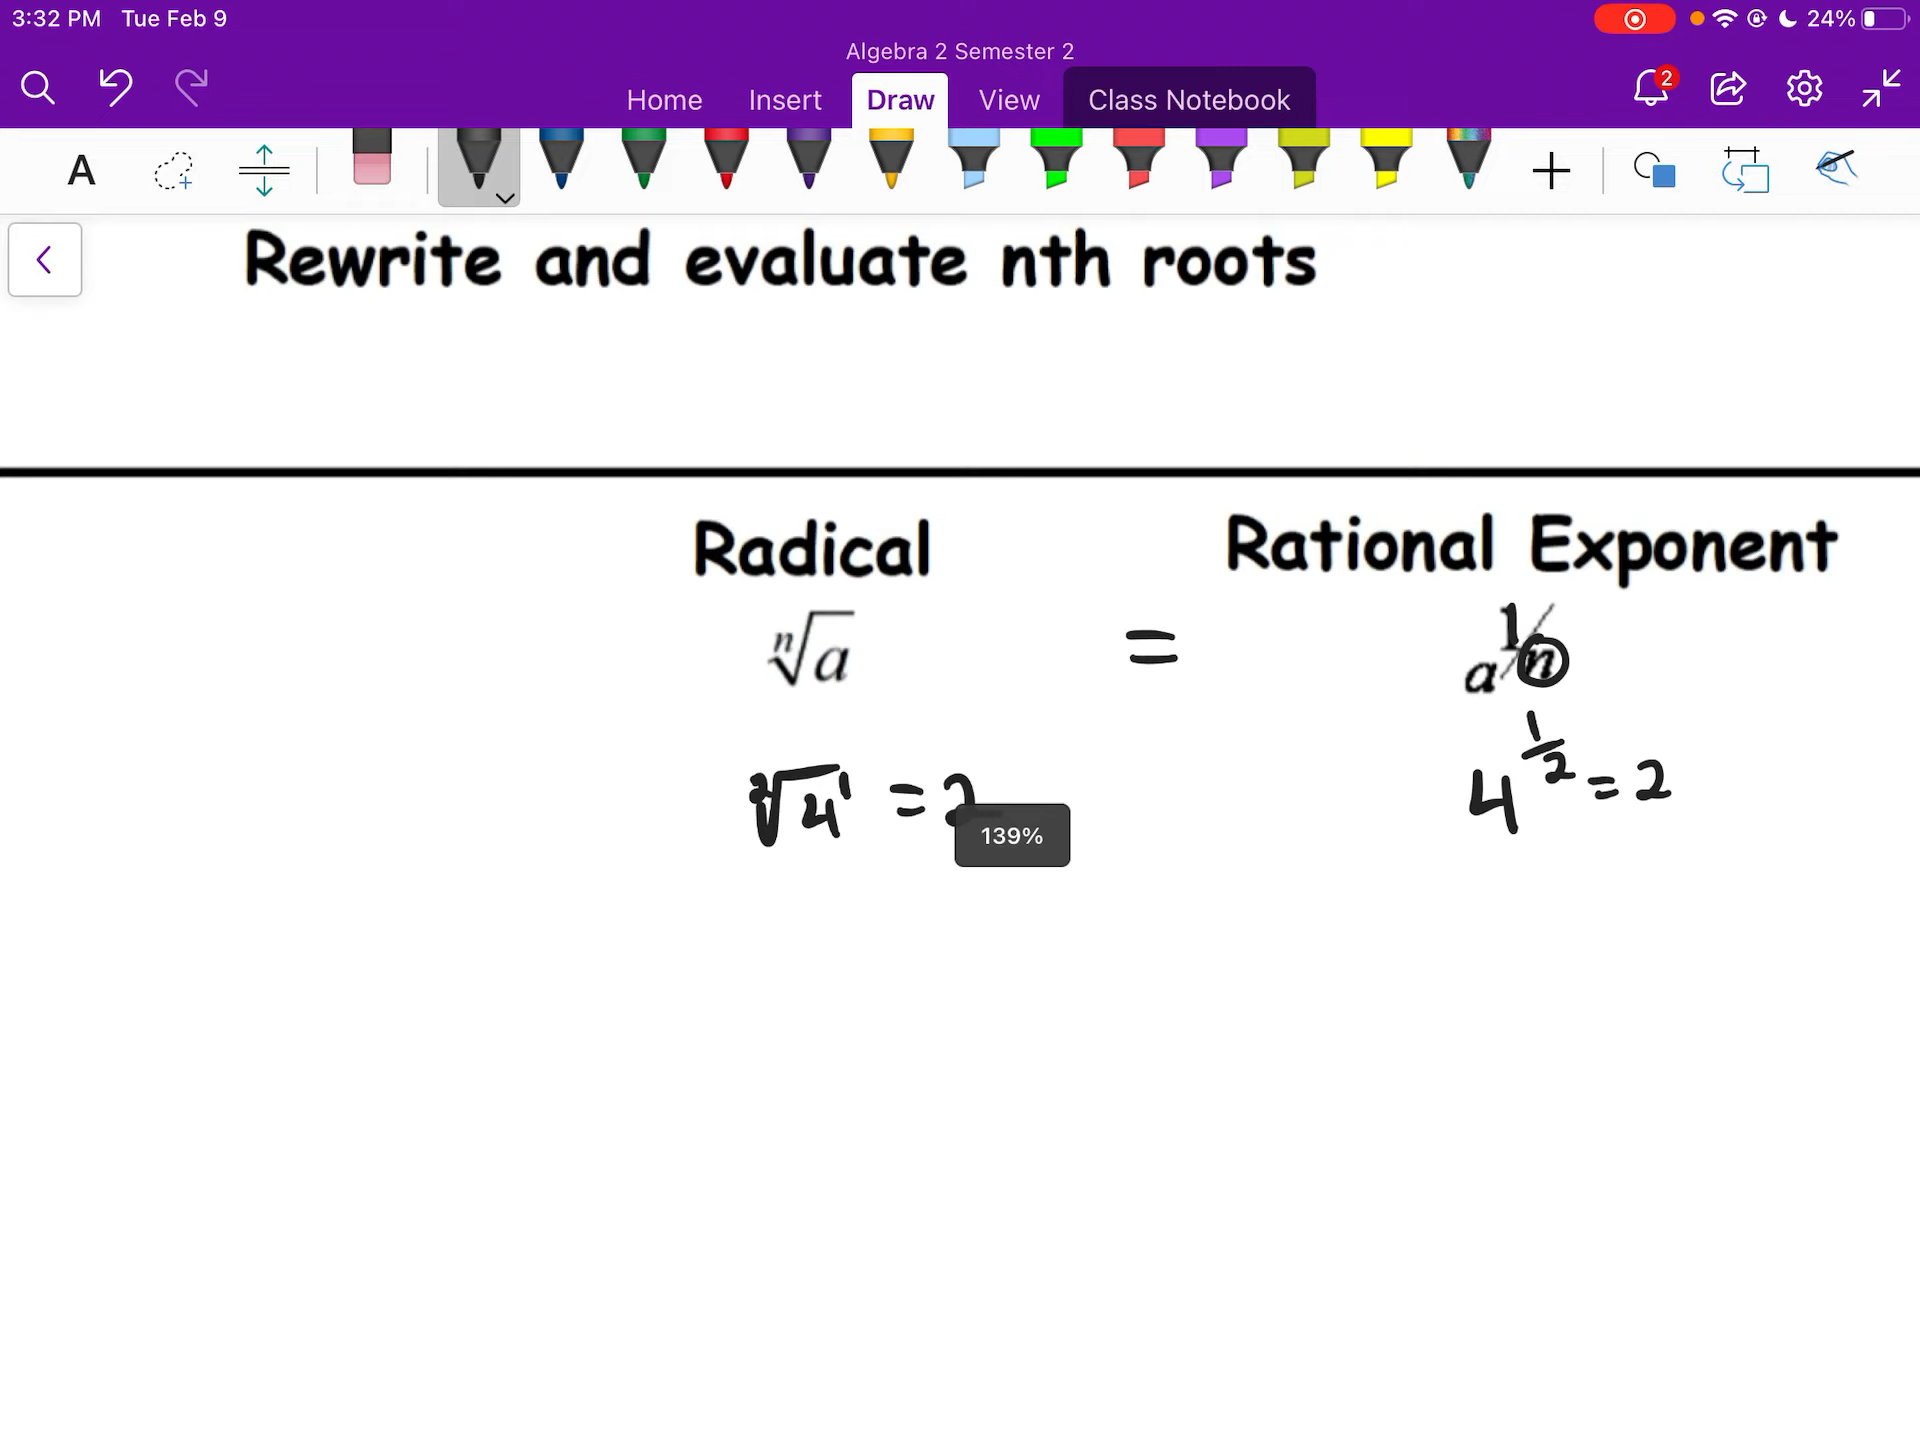 3:32 PM Tue Feb 9 24%
Algebra 2 Semester 2
Home Insert Draw View Class Notebook 2
A
Rewrite and evaluate nth roots
Radical Rational Exponent
ⁿ√a = a^1/n
²√4¹ = 2 4^1/2 = 2
139%